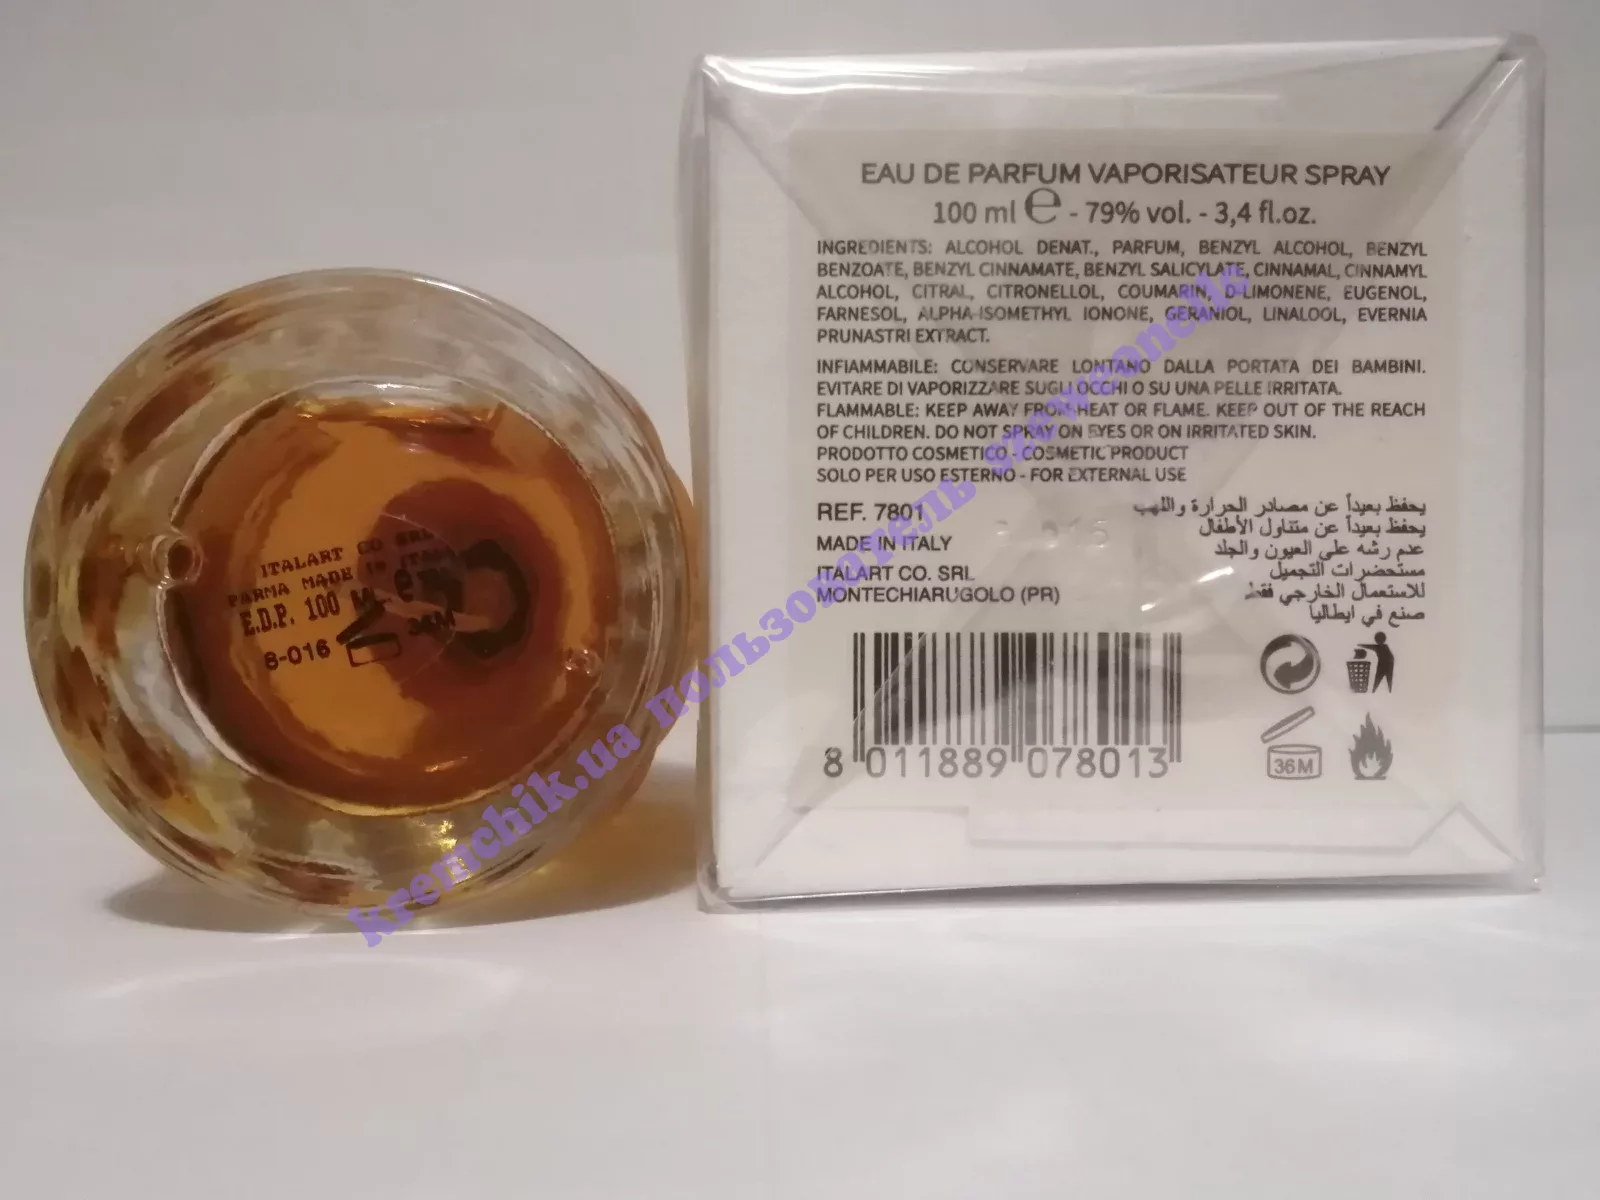 EAU DE PARFUM VAPORISATEUR SPRAY
100 ml ℮ - 79% vol. - 3,4 fl.oz.
INGREDIENTS: ALCOHOL DENAT., PARFUM, BENZYL ALCOHOL, BENZYL
BENZOATE, BENZYL CINNAMATE, BENZYL SALICYLATE, CINNAMAL, CINNAMYL
ALCOHOL, CITRAL, CITRONELLOL, COUMARIN, D-LIMONENE, EUGENOL,
FARNESOL, ALPHA-ISOMETHYL IONONE, GERANIOL, LINALOOL, EVERNIA
PRUNASTRI EXTRACT.
INFIAMMABILE: CONSERVARE LONTANO DALLA PORTATA DEI BAMBINI.
EVITARE DI VAPORIZZARE SUGLI OCCHI O SU UNA PELLE IRRITATA.
FLAMMABLE: KEEP AWAY FROM HEAT OR FLAME. KEEP OUT OF THE REACH
OF CHILDREN. DO NOT SPRAY ON EYES OR ON IRRITATED SKIN.
PRODOTTO COSMETICO - COSMETIC PRODUCT
SOLO PER USO ESTERNO - FOR EXTERNAL USE
REF. 7801
MADE IN ITALY
ITALART CO. SRL
MONTECHIARUGOLO (PR)
يحفظ بعيداً عن مصادر الحرارة واللهب
يحفظ بعيداً عن متناول الأطفال
عدم رشه على العيون والجلد
مستحضرات التجميل
للاستعمال الخارجي فقط
صنع في ايطاليا
8 011889 078013
36M
ITALART CO SRL
PARMA MADE IN ITALY
E.D.P. 100 ML ℮
8-016 36M
kremchik.ua пользователь